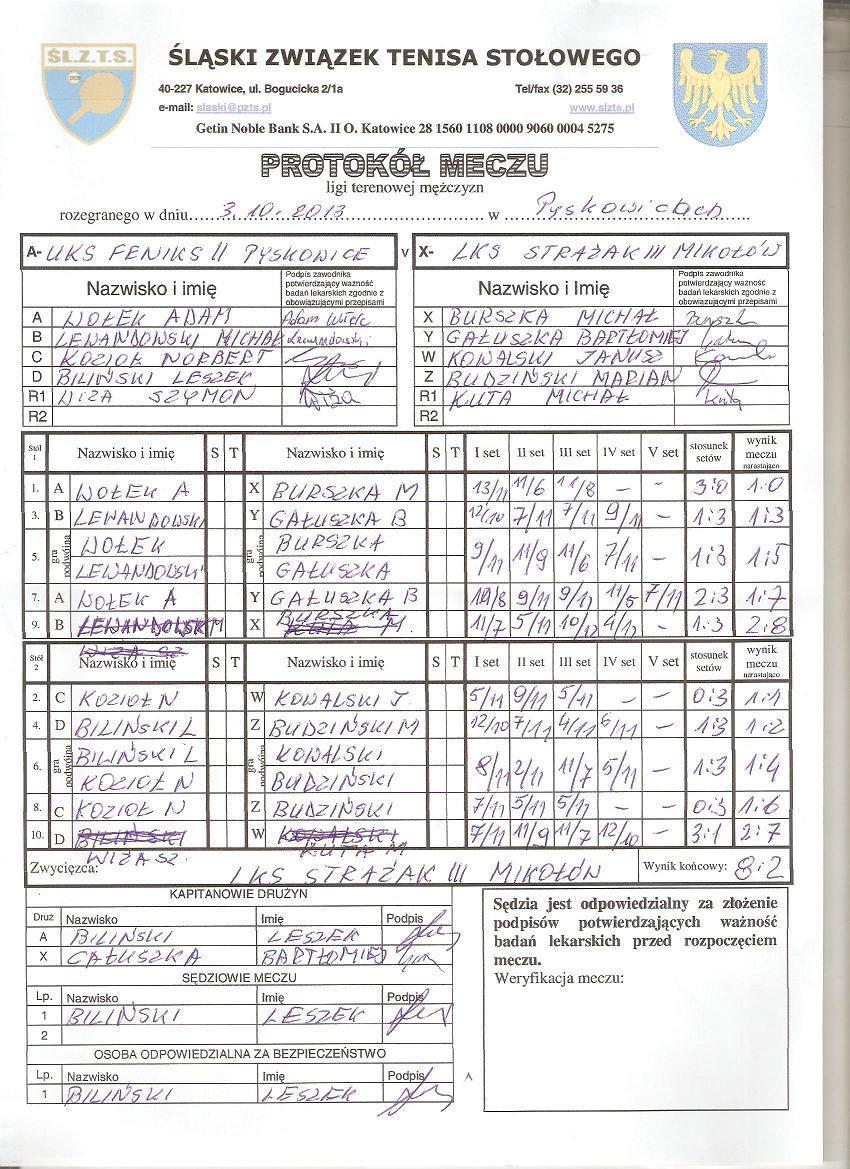 ŚL.Z.T.S.
ŚLĄSKI ZWIĄZEK TENISA STOŁOWEGO
40-227 Katowice, ul. Bogucicka 2/1a Tel/fax (32) 255 59 36
e-mail: slaski@pzts.pl www.slzts.pl
Getin Noble Bank S.A. II O. Katowice 28 1560 1108 0000 9060 0004 5275
PROTOKÓŁ MECZU
ligi terenowej mężczyzn
rozegranego w dniu 3.10.2013 w Pyskowicach
A- UKS FENIKS II PYSKOWICE v X- LKS STRAŻAK III MIKOŁÓW
Nazwisko i imię Podpis zawodnika potwierdzający ważność badań lekarskich zgodnie z obowiązującymi przepisami Nazwisko i Imię Podpis zawodnika potwierdzający ważność badań lekarskich zgodnie z obowiązującymi przepisami
A WOŁEK ADAM X BURSZKA MICHAŁ
B LEWANDOWSKI MICHAŁ Lewandowski Y GAŁUSZKA BARTŁOMIEJ
C KOZIOŁ NORBERT W KOWALSKI JANUSZ
D BILIŃSKI LESZEK Z BUDZIŃSKI MARIAN
R1 WIZA SZYMON Wiza R1 KUTA MICHAŁ Kuta
R2 R2
Stół 1 Nazwisko i imię S T Nazwisko i imię S T I set II set III set IV set V set stosunek setów wynik meczu narastająco
1. A WOŁEK A X BURSZKA M 13/11 11/6 11/8 – – 3:0 1:0
3. B LEWANDOWSKI Y GAŁUSZKA B 12/10 7/11 7/11 9/11 – 1:3 1:3
5. gra podwójna WOŁEK LEWANDOWSKI gra podwójna BURSZKA GAŁUSZKA 9/11 11/9 11/6 7/11 – 1:3 1:5
7. A WOŁEK A Y GAŁUSZKA B 10/8 9/11 9/11 11/5 7/11 2:3 1:7
9. B LEWANDOWSKI M X BURSZKA M. 11/7 5/11 10/12 4/11 – 1:3 2:8
WIZA SZ
Stół 2 Nazwisko i imię S T Nazwisko i imię S T I set II set III set IV set V set stosunek setów wynik meczu narastająco
2. C KOZIOŁ N W KOWALSKI J. 5/11 9/11 5/11 – – 0:3 1:1
4. D BILIŃSKI L Z BUDZIŃSKI M 12/10 7/11 4/11 6/11 – 1:3 1:2
6. gra podwójna BILIŃSKI L KOZIOŁ N gra podwójna KOWALSKI BUDZIŃSKI 8/11 2/11 11/7 5/11 – 1:3 1:4
8. C KOZIOŁ N Z BUDZIŃSKI 7/11 5/11 5/11 – – 0:3 1:6
10. D BILIŃSKI W KOWALSKI 7/11 11/9 11/7 12/10 – 3:1 2:7
WIZA SZ. KUTA M
Zwycięzca: LKS STRAŻAK III MIKOŁÓW Wynik końcowy: 8:2
KAPITANOWIE DRUŻYN
Druż Nazwisko Imię Podpis
A BILIŃSKI LESZEK
X GAŁUSZKA BARTŁOMIEJ
SĘDZIOWIE MECZU
Lp. Nazwisko Imię Podpis
1 BILIŃSKI LESZEK
2
OSOBA ODPOWIEDZIALNA ZA BEZPIECZEŃSTWO
Lp. Nazwisko Imię Podpis
1 BILIŃSKI LESZEK
Sędzia jest odpowiedzialny za złożenie
podpisów potwierdzających ważność
badań lekarskich przed rozpoczęciem
meczu.
Weryfikacja meczu: